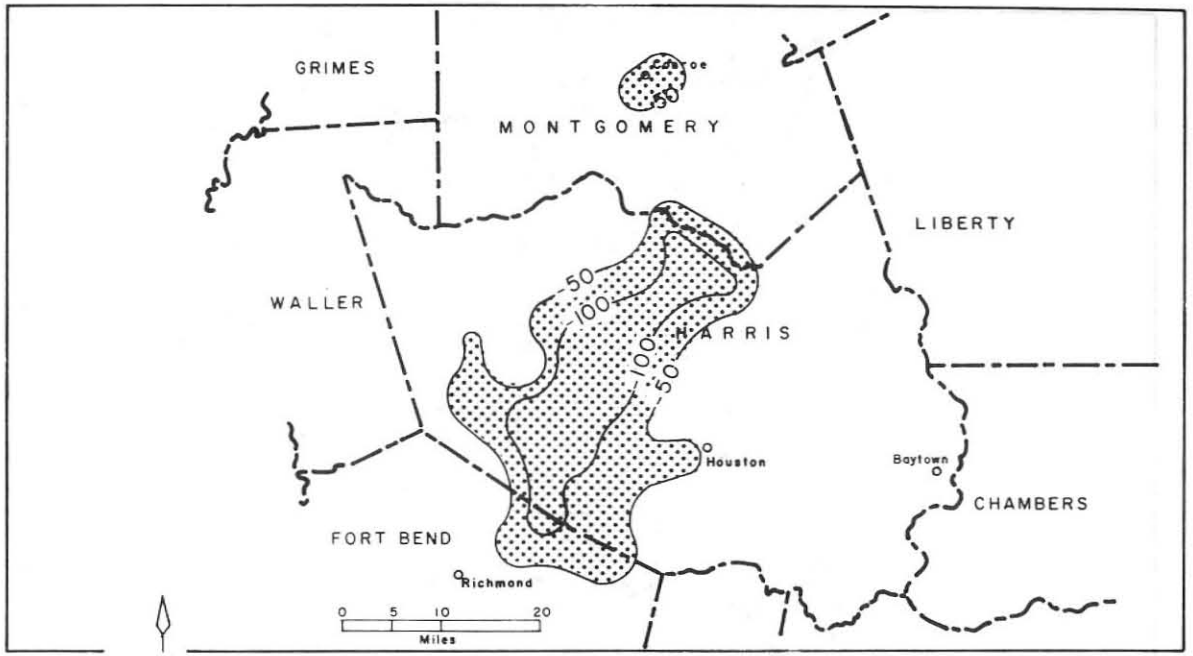 GRIMES
Conroe
50
MONTGOMERY
LIBERTY
50
100
WALLER
HARRIS
100
50
Houston
Baytown
CHAMBERS
FORT BEND
Richmond
0 5 10 20
Miles